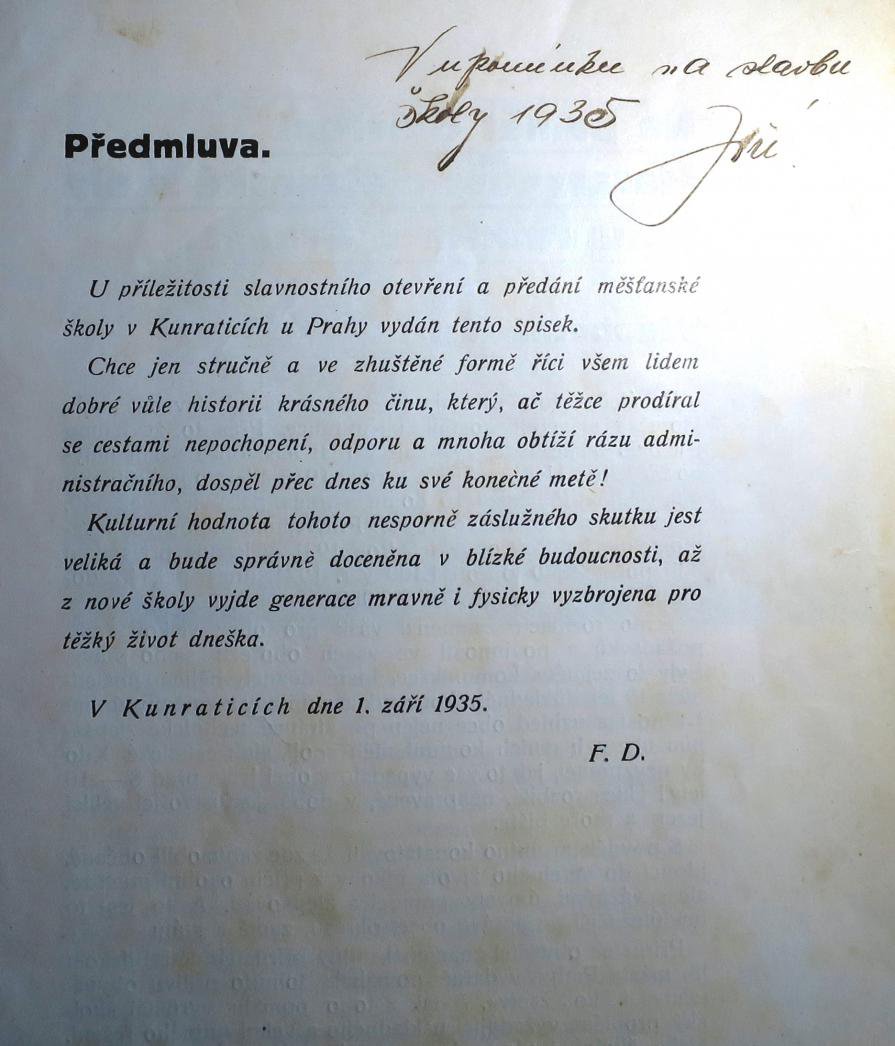 V upomínku na stavbu
školy 1935
Jiří
Předmluva.
U příležitosti slavnostního otevření a předání měšťanské
školy v Kunraticích u Prahy vydán tento spisek.
Chce jen stručně a ve zhuštěné formě říci všem lidem
dobré vůle historii krásného činu, který, ač těžce prodíral
se cestami nepochopení, odporu a mnoha obtíží rázu admi-
nistračního, dospěl přec dnes ku své konečné metě!
Kulturní hodnota tohoto nesporně záslužného skutku jest
veliká a bude správně doceněna v blízké budoucnosti, až
z nové školy vyjde generace mravně i fysicky vyzbrojena pro
těžký život dneška.
V Kunraticích dne 1. září 1935.
F. D.